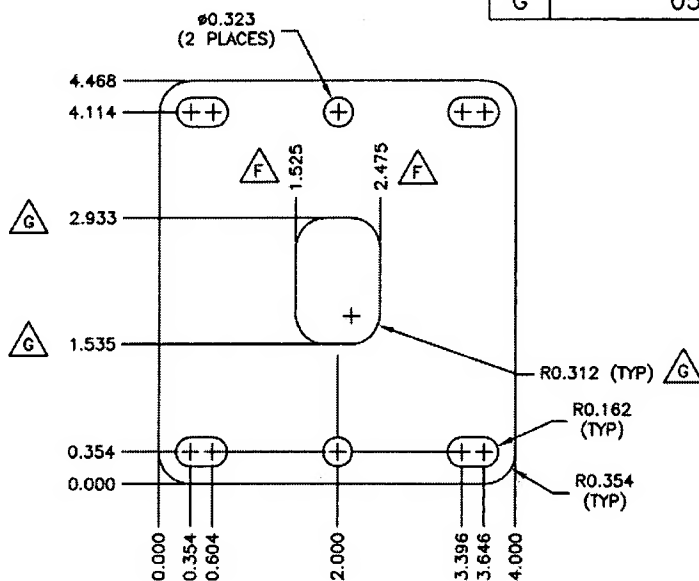 G 05
ø0.323
(2 PLACES)
4.468
4.114
F 1.525 2.475 F
G 2.933
G 1.535
R0.312 (TYP) G
R0.162
(TYP)
0.354
0.000
R0.354
(TYP)
0.000 0.354 0.604 2.000 3.396 3.646 4.000